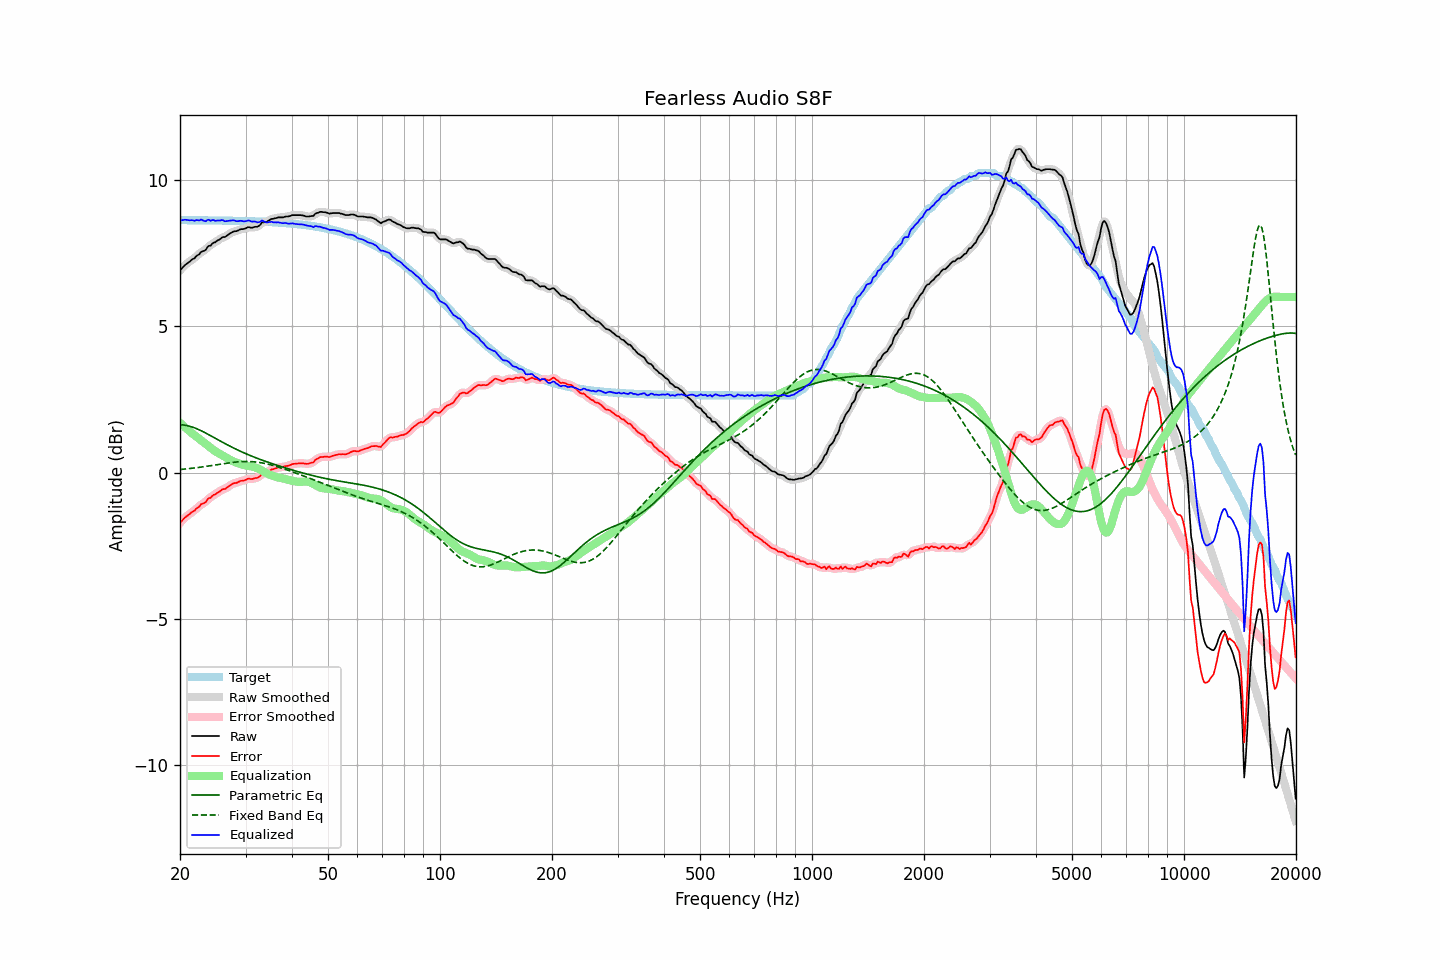 Fearless Audio S8F
Amplitude (dBr)
10
5
0
−5
−10
Target
Raw Smoothed
Error Smoothed
Raw
Error
Equalization
Parametric Eq
Fixed Band Eq
Equalized
20 50 100 200 500 1000 2000 5000 10000 20000
Frequency (Hz)